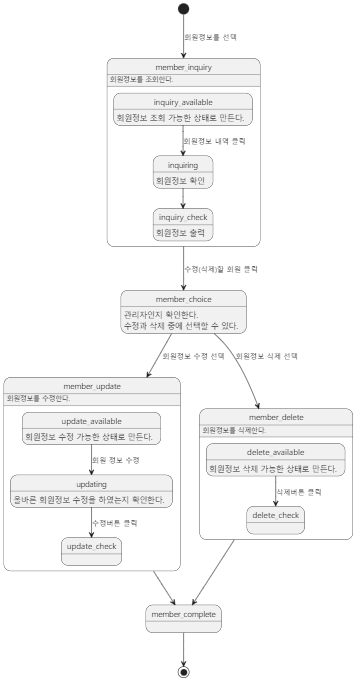 회원정보를 선택
member_inquiry
회원정보를 조회한다.
inquiry_available
회원정보 조회 가능한 상태로 만든다.
회원정보 내역 클릭
inquiring
회원정보 확인
inquiry_check
회원정보 출력
수정(삭제)할 회원 클릭
member_choice
관리자인지 확인한다.
수정과 삭제 중에 선택할 수 있다.
회원정보 수정 선택
회원정보 삭제 선택
member_update
회원정보를 수정한다.
update_available
회원정보 수정 가능한 상태로 만든다.
회원 정보 수정
updating
올바른 회원정보 수정을 하였는지 확인한다.
수정버튼 클릭
update_check
member_delete
회원정보를 삭제한다.
delete_available
회원정보 삭제 가능한 상태로 만든다.
삭제버튼 클릭
delete_check
member_complete